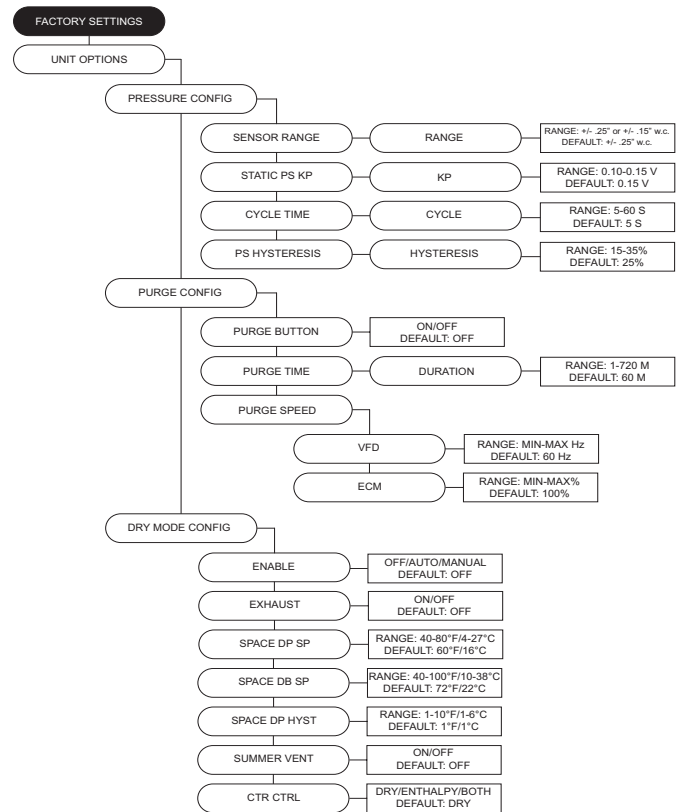 FACTORY SETTINGS
UNIT OPTIONS
PRESSURE CONFIG
SENSOR RANGE
RANGE
RANGE: +/- .25" or +/- .15" w.c.
DEFAULT: +/- .25" w.c.
STATIC PS KP
KP
RANGE: 0.10-0.15 V
DEFAULT: 0.15 V
CYCLE TIME
CYCLE
RANGE: 5-60 S
DEFAULT: 5 S
PS HYSTERESIS
HYSTERESIS
RANGE: 15-35%
DEFAULT: 25%
PURGE CONFIG
PURGE BUTTON
ON/OFF
DEFAULT: OFF
PURGE TIME
DURATION
RANGE: 1-720 M
DEFAULT: 60 M
PURGE SPEED
VFD
RANGE: MIN-MAX Hz
DEFAULT: 60 Hz
ECM
RANGE: MIN-MAX%
DEFAULT: 100%
DRY MODE CONFIG
ENABLE
OFF/AUTO/MANUAL
DEFAULT: OFF
EXHAUST
ON/OFF
DEFAULT: OFF
SPACE DP SP
RANGE: 40-80°F/4-27°C
DEFAULT: 60°F/16°C
SPACE DB SP
RANGE: 40-100°F/10-38°C
DEFAULT: 72°F/22°C
SPACE DP HYST
RANGE: 1-10°F/1-6°C
DEFAULT: 1°F/1°C
SUMMER VENT
ON/OFF
DEFAULT: OFF
CTR CTRL
DRY/ENTHALPY/BOTH
DEFAULT: DRY